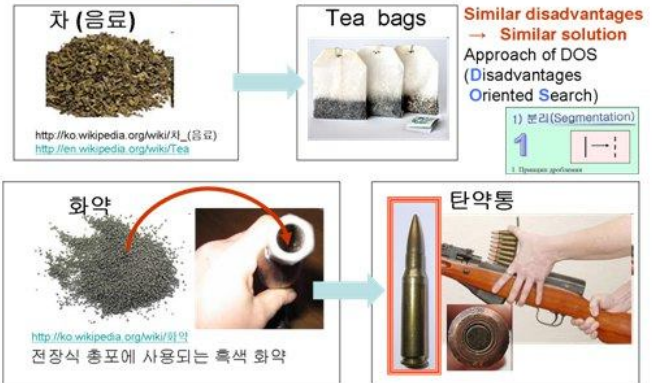 차 (음료)
http://ko.wikipedia.org/wiki/차_(음료)
http://en.wikipedia.org/wiki/Tea
Tea bags
Similar disadvantages
→ Similar solution
Approach of DOS
(Disadvantages
Oriented Search)
1) 분리(Segmentation)
1
1. Принцип дробления
화약
http://ko.wikipedia.org/wiki/화약
전장식 총포에 사용되는 흑색 화약
탄약통